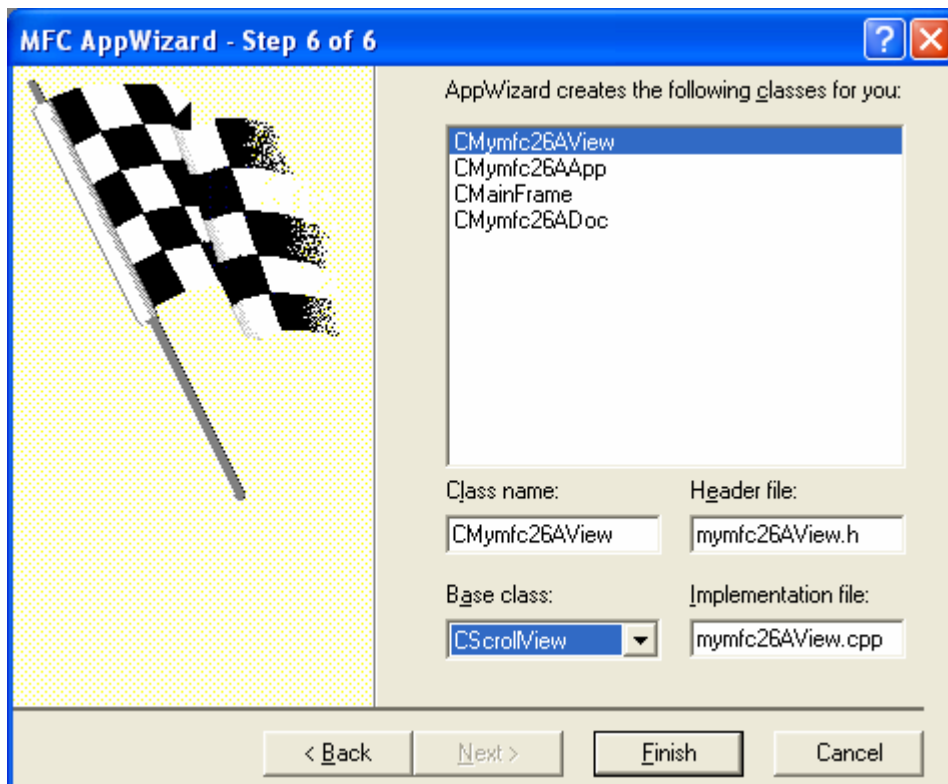 MFC AppWizard - Step 6 of 6
AppWizard creates the following classes for you:
CMymfc26AView
CMymfc26AApp
CMainFrame
CMymfc26ADoc
Class name:
Header file:
CMymfc26AView
mymfc26AView.h
Base class:
Implementation file:
CScrollView
mymfc26AView.cpp
< Back
Next >
Finish
Cancel